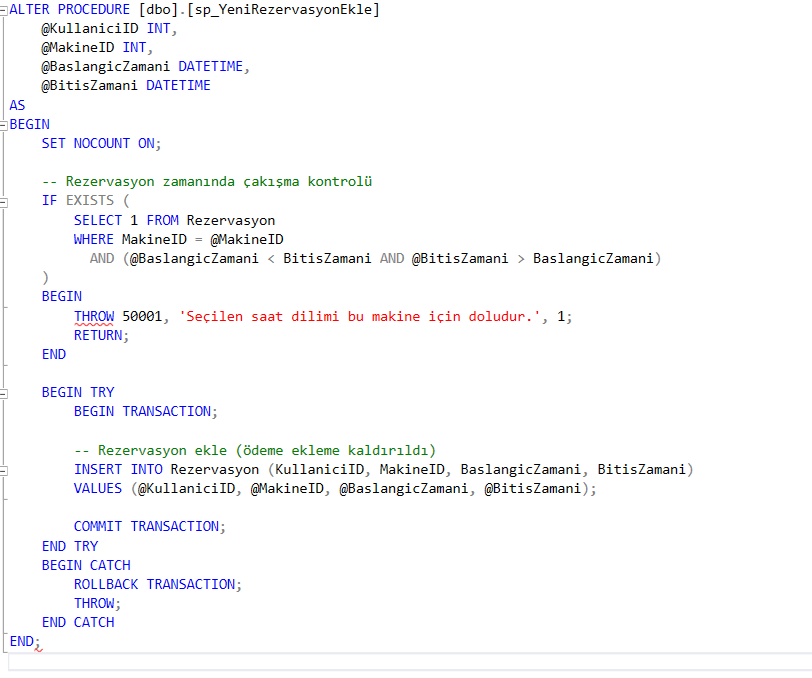 ALTER PROCEDURE [dbo].[sp_YeniRezervasyonEkle]
    @KullaniciID INT,
    @MakineID INT,
    @BaslangicZamani DATETIME,
    @BitisZamani DATETIME
AS
BEGIN
    SET NOCOUNT ON;

    -- Rezervasyon zamanında çakışma kontrolü
    IF EXISTS (
        SELECT 1 FROM Rezervasyon
        WHERE MakineID = @MakineID
          AND (@BaslangicZamani < BitisZamani AND @BitisZamani > BaslangicZamani)
    )
    BEGIN
        THROW 50001, 'Seçilen saat dilimi bu makine için doludur.', 1;
        RETURN;
    END

    BEGIN TRY
        BEGIN TRANSACTION;

        -- Rezervasyon ekle (ödeme ekleme kaldırıldı)
        INSERT INTO Rezervasyon (KullaniciID, MakineID, BaslangicZamani, BitisZamani)
        VALUES (@KullaniciID, @MakineID, @BaslangicZamani, @BitisZamani);

        COMMIT TRANSACTION;
    END TRY
    BEGIN CATCH
        ROLLBACK TRANSACTION;
        THROW;
    END CATCH
END;